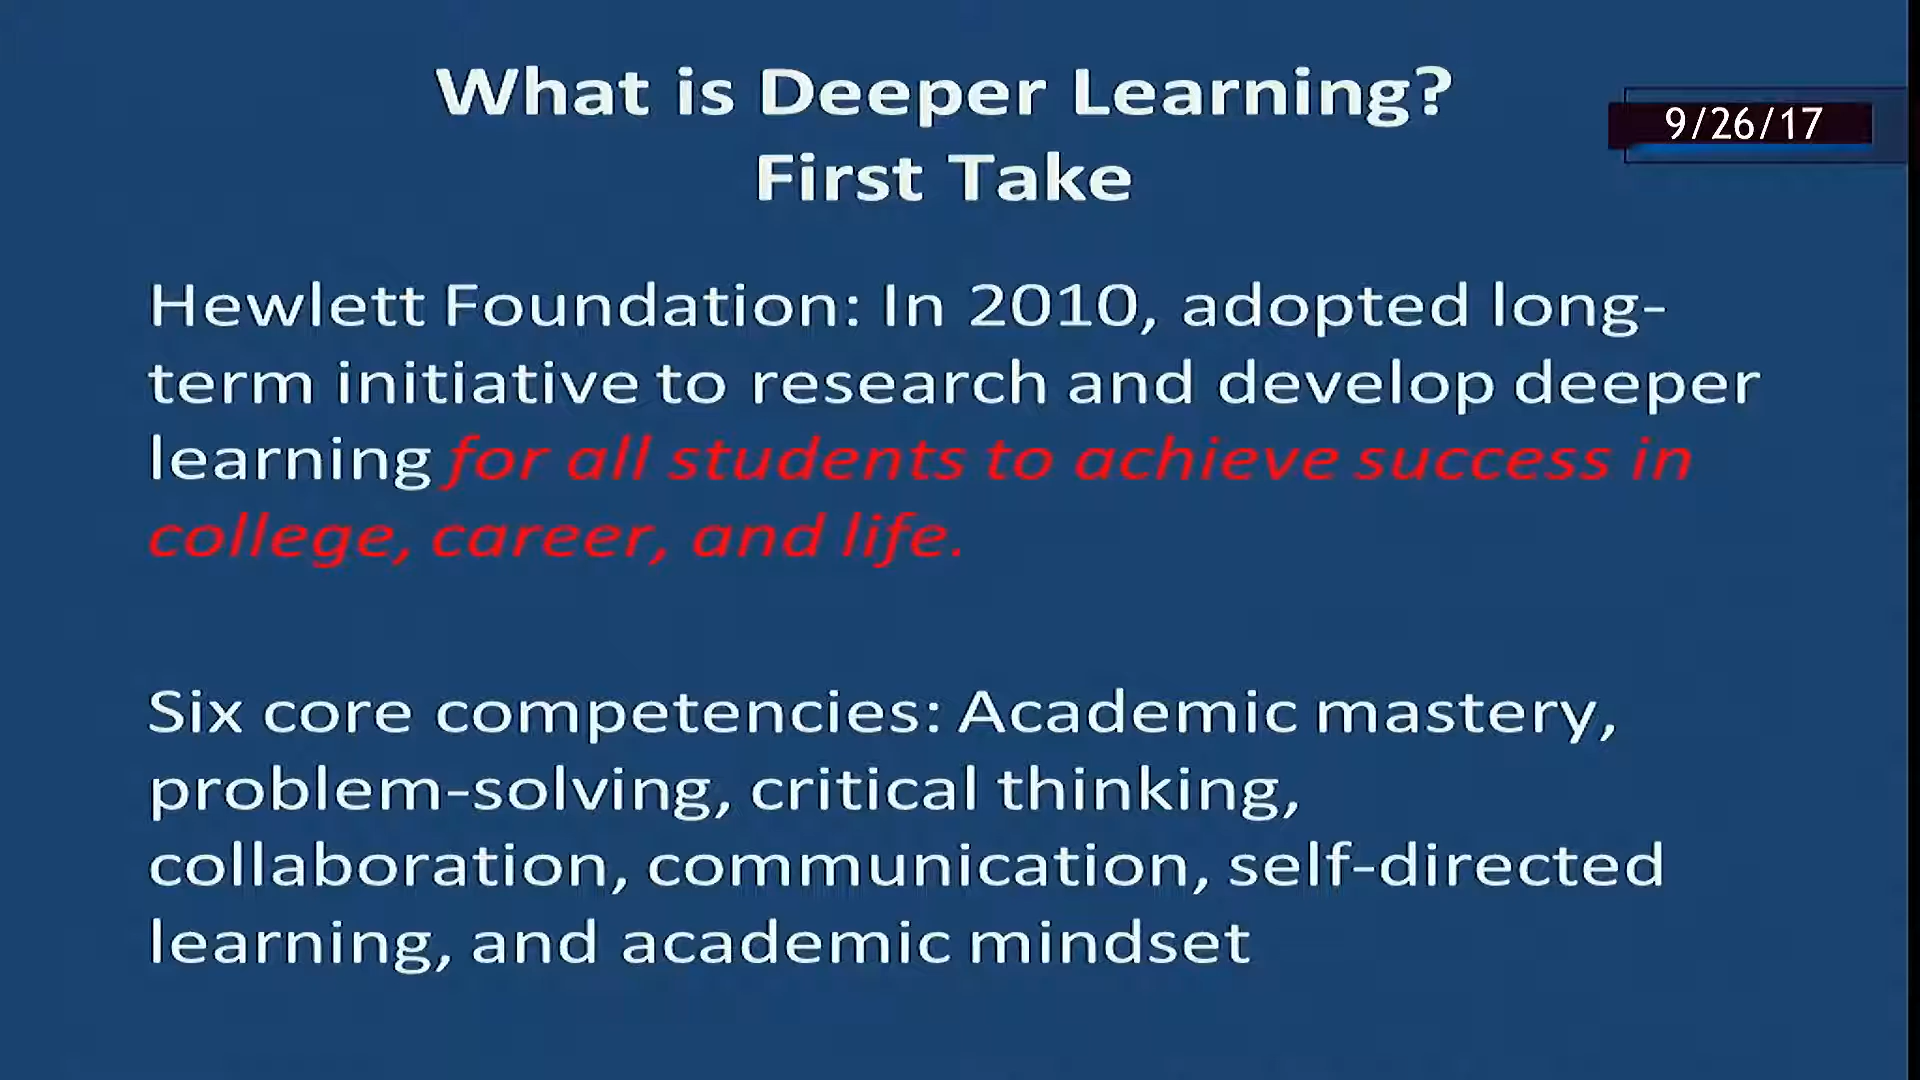 What is Deeper Learning?
First Take
9/26/17
Hewlett Foundation: In 2010, adopted long-
term initiative to research and develop deeper
learning for all students to achieve success in
college, career, and life.
Six core competencies: Academic mastery,
problem-solving, critical thinking,
collaboration, communication, self-directed
learning, and academic mindset